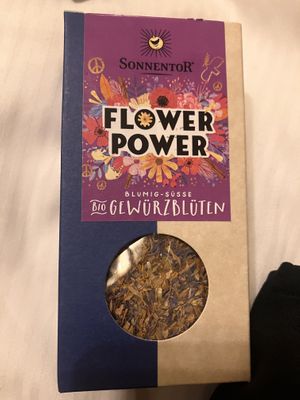 SONNENTOR
FLOWER
POWER
BLUMIG-SÜSSE
BIO GEWÜRZBLÜTEN